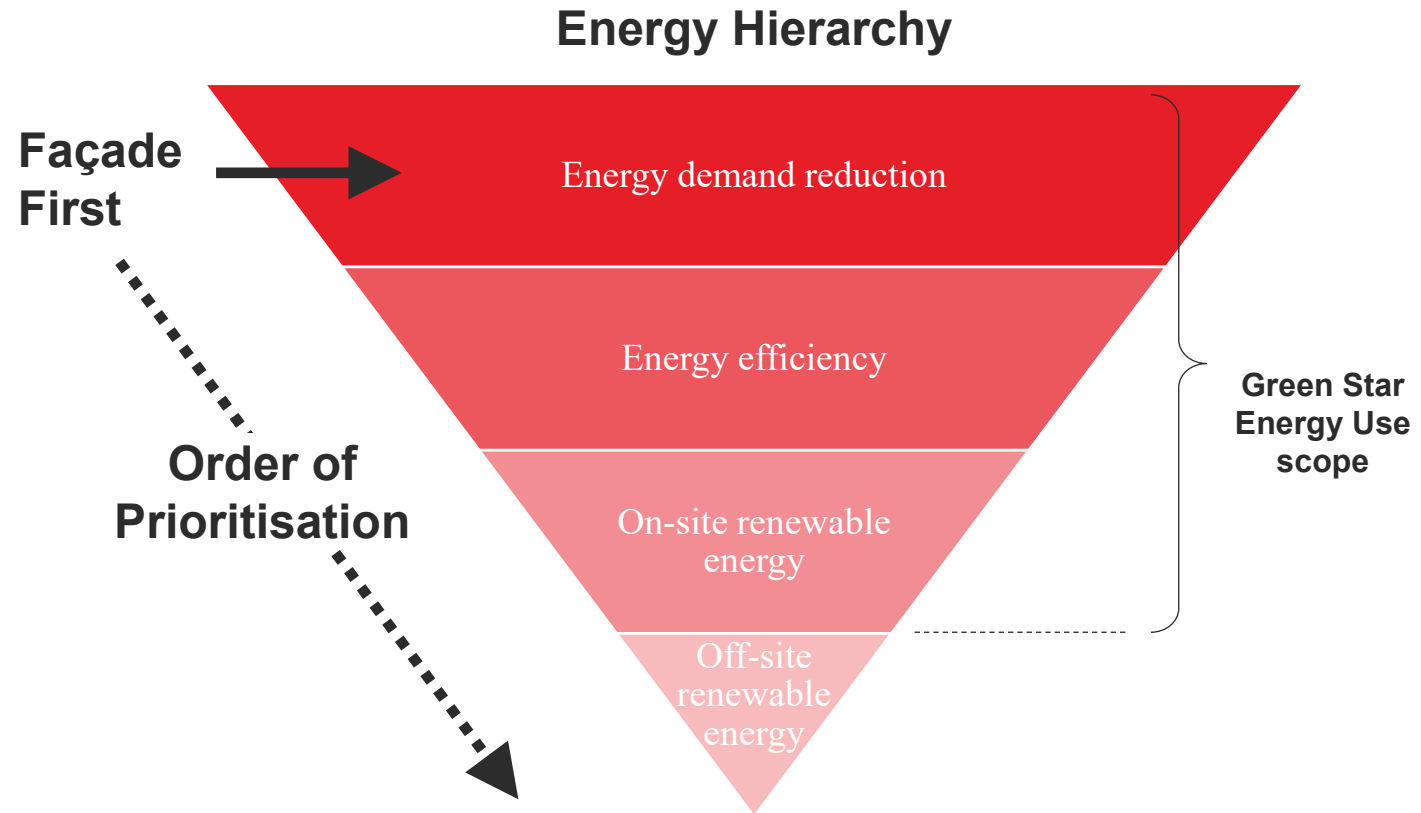 Energy Hierarchy
Façade
First
Energy demand reduction
Energy efficiency
Green Star
Energy Use
scope
Order of
Prioritisation
On-site renewable
energy
Off-site
renewable
energy